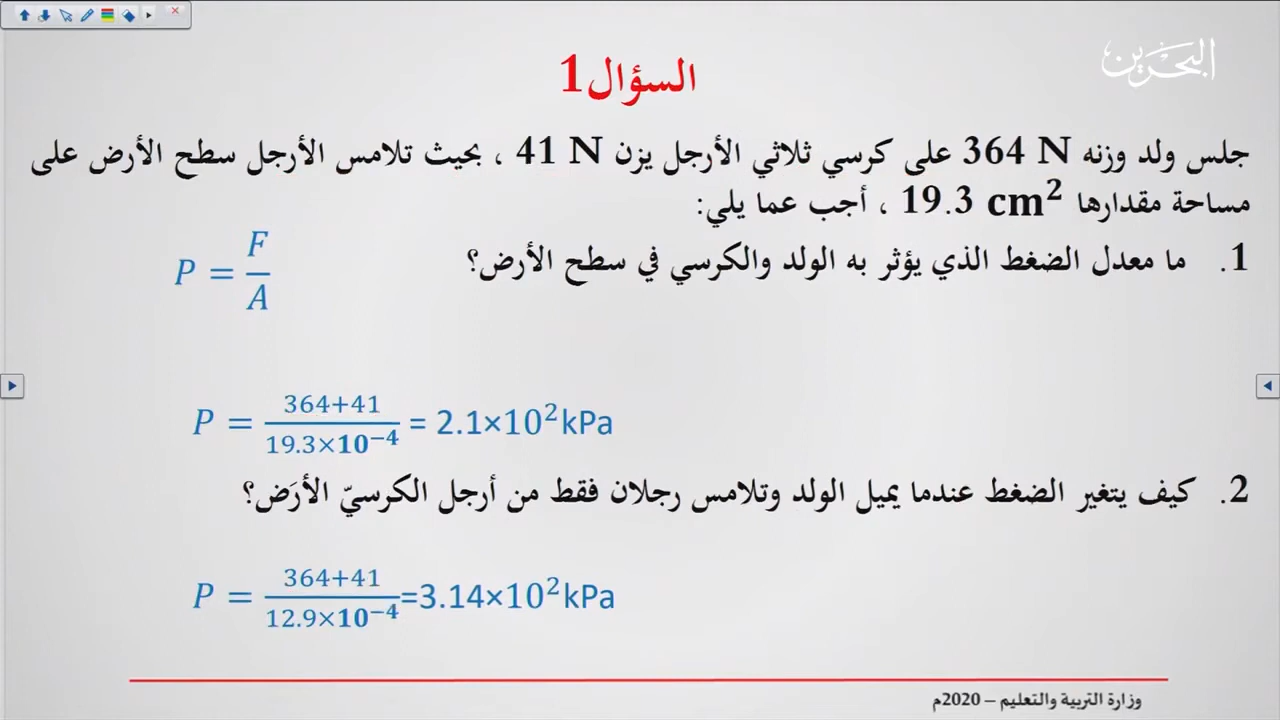 البحرين
السؤال1
جلس ولد وزنه 364 N على كرسي ثلاثي الأرجل يزن 41 N ، بحيث تلامس الأرجل سطح الأرض على
مساحة مقدارها 19.3 cm² ، أجب عما يلي:
1. ما معدل الضغط الذي يؤثر به الولد والكرسي في سطح الأرض؟
P = F/A
P = (364+41)/(19.3×10⁻⁴) = 2.1×10²kPa
2. كيف يتغير الضغط عندما يميل الولد وتلامس رجلان فقط من أرجل الكرسيّ الأرَض؟
P = (364+41)/(12.9×10⁻⁴)=3.14×10²kPa
وزارة التربية والتعليم – 2020م